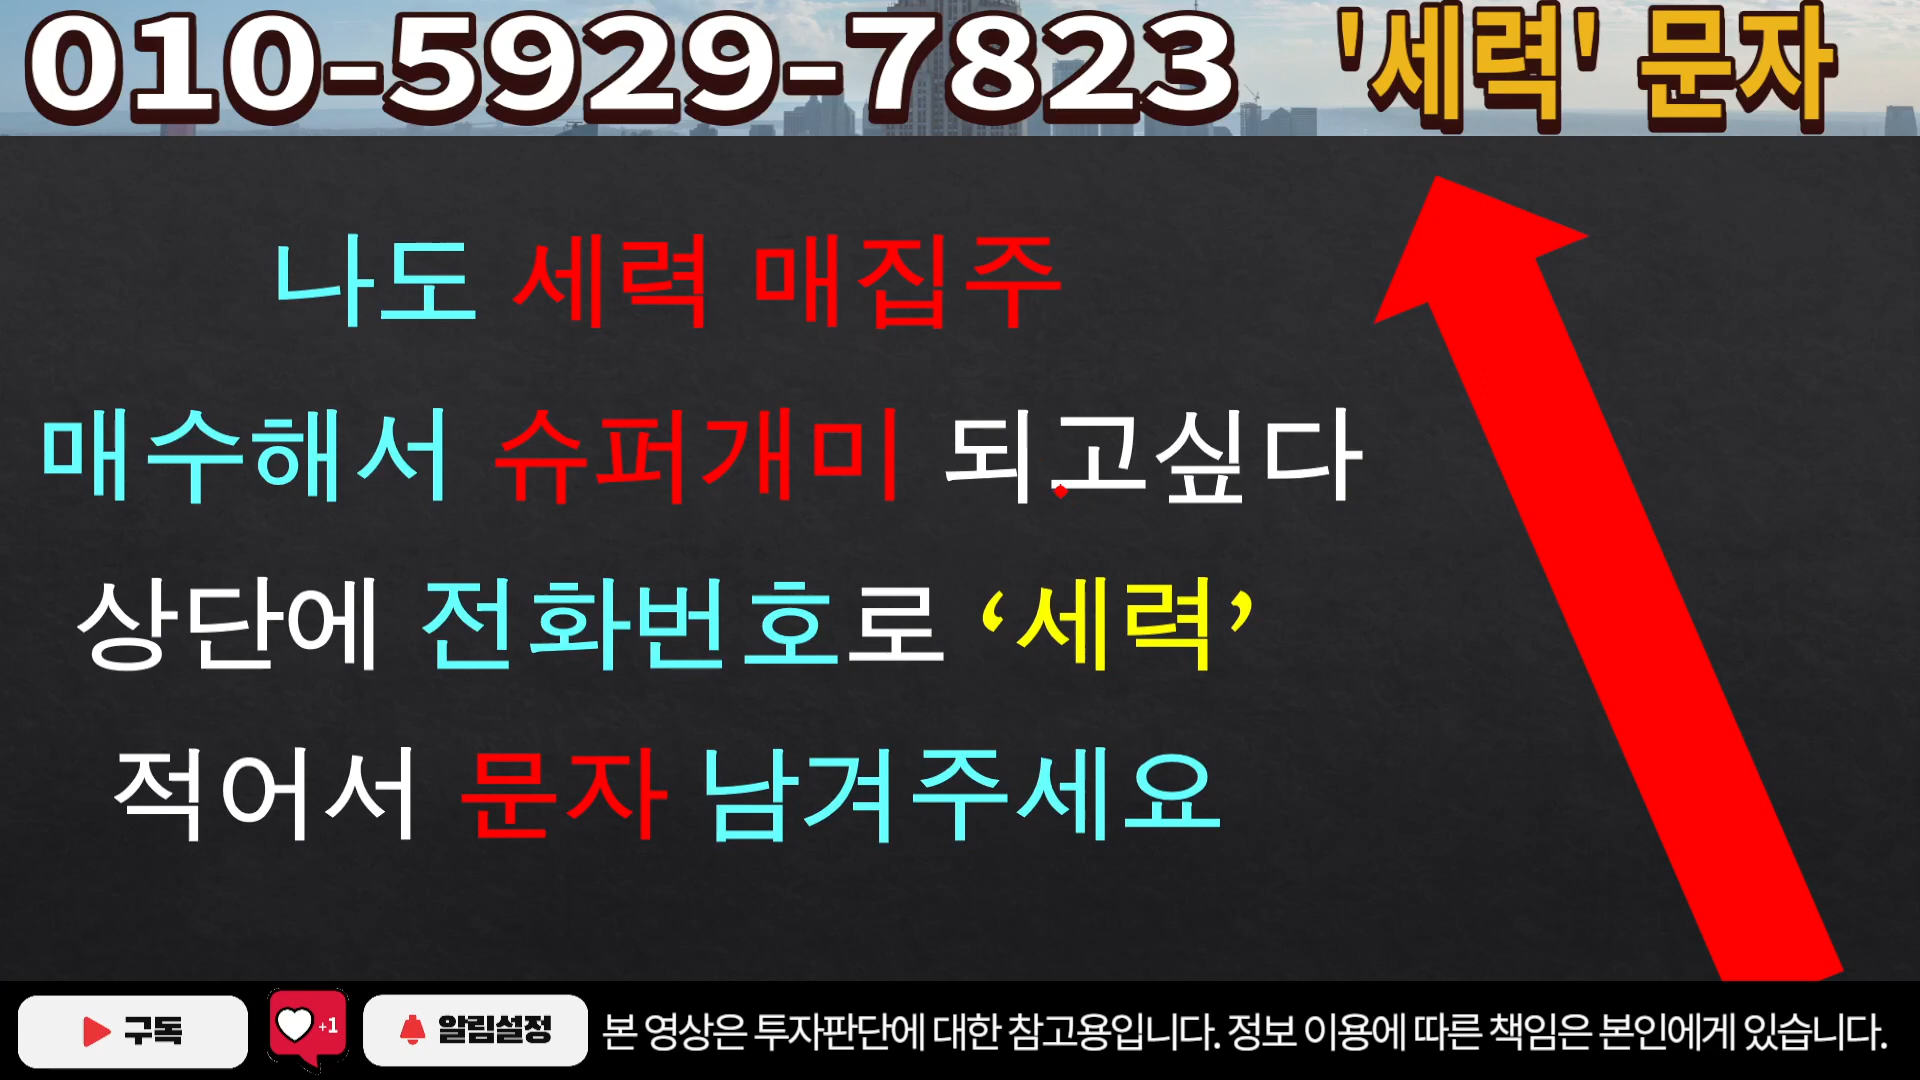 010-5929-7823 '세력' 문자
나도 세력 매집주
매수해서 슈퍼개미 되고싶다
상단에 전화번호로 ‘세력’
적어서 문자 남겨주세요
구독 +1 알림설정 본 영상은 투자판단에 대한 참고용입니다. 정보 이용에 따른 책임은 본인에게 있습니다.